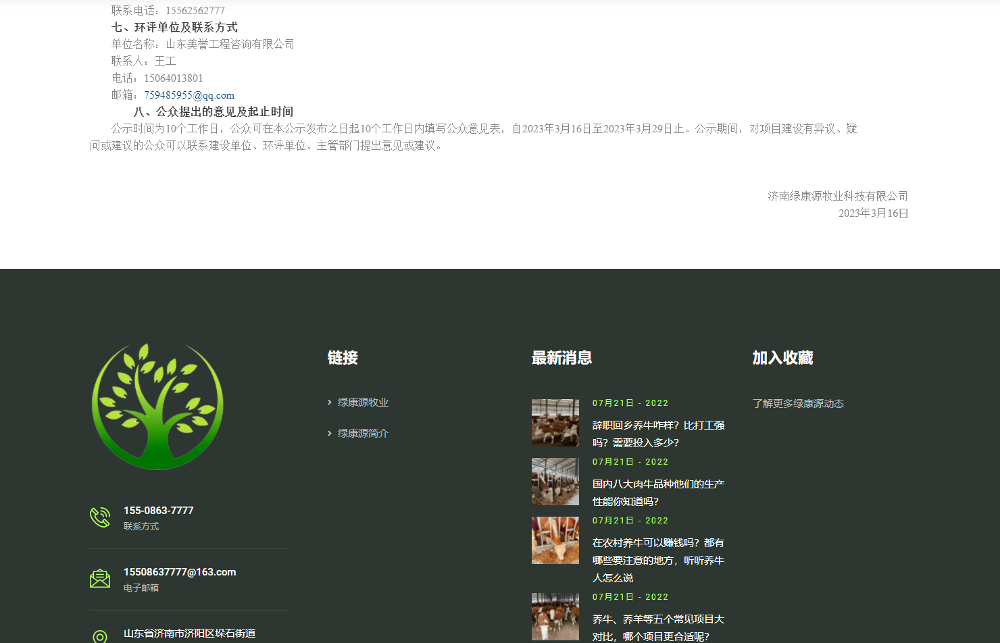 联系电话：15562562777
七、环评单位及联系方式
单位名称：山东美誉工程咨询有限公司
联系人：王工
电话：15064013801
邮箱：759485955@qq.com
八、公众提出的意见及起止时间
公示时间为10个工作日，公众可在本公示发布之日起10个工作日内填写公众意见表，自2023年3月16日至2023年3月29日止。公示期间，对项目建设有异议、疑
问或建议的公众可以联系建设单位、环评单位、主管部门提出意见或建议。
济南绿康源牧业科技有限公司
2023年3月16日
155-0863-7777
联系方式
15508637777@163.com
电子邮箱
山东省济南市济阳区垛石街道
链接
绿康源牧业
绿康源简介
最新消息
07月21日 - 2022
辞职回乡养牛咋样？比打工强
吗？需要投入多少？
07月21日 - 2022
国内八大肉牛品种他们的生产
性能你知道吗？
07月21日 - 2022
在农村养牛可以赚钱吗？都有
哪些要注意的地方，听听养牛
人怎么说
07月21日 - 2022
养牛、养羊等五个常见项目大
对比，哪个项目更合适呢？
加入收藏
了解更多绿康源动态